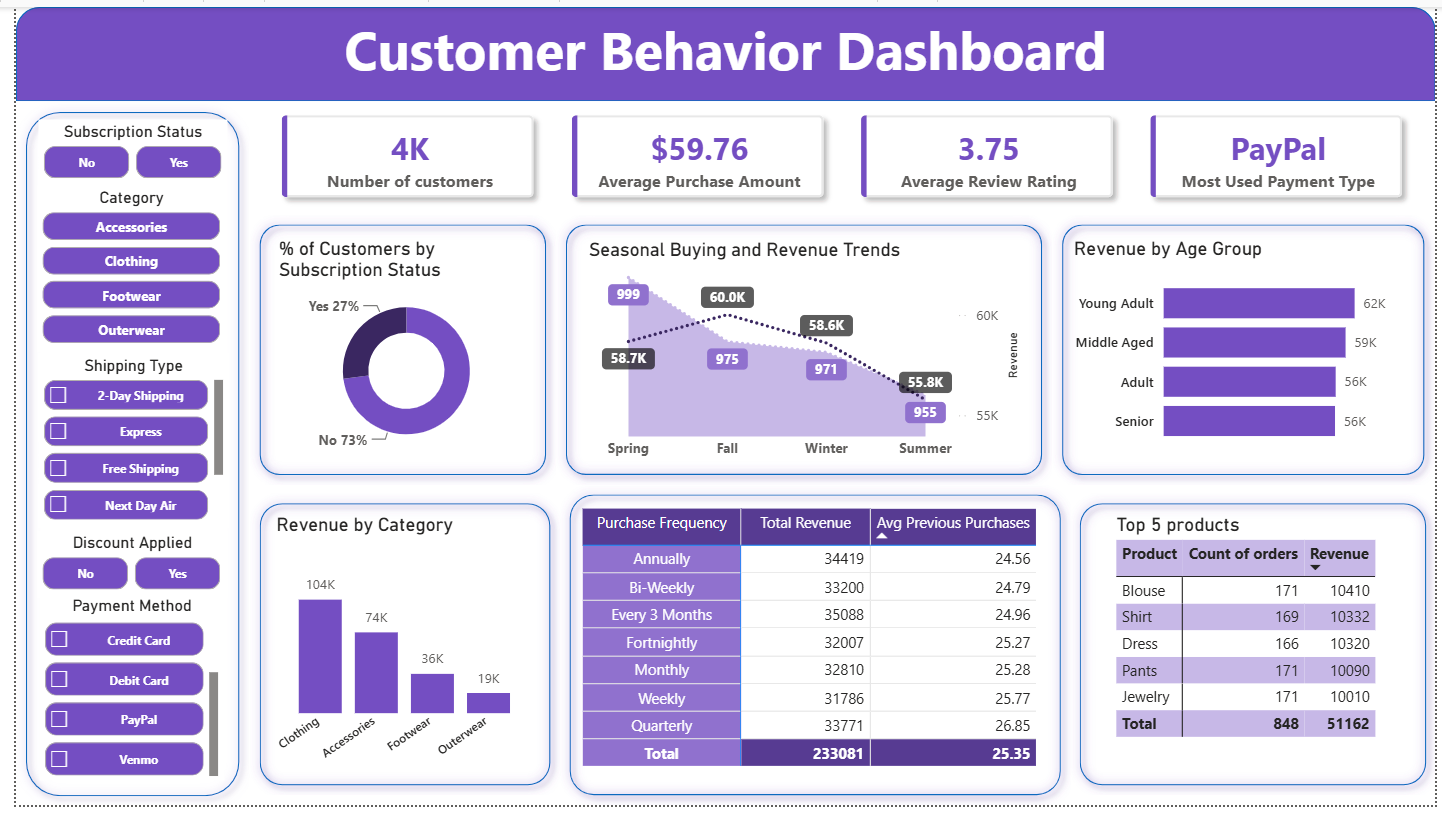 Customer Behavior Dashboard
Subscription Status
No Yes
Category
Accessories
Clothing
Footwear
Outerwear
Shipping Type
2-Day Shipping
Express
Free Shipping
Next Day Air
Discount Applied
No Yes
Payment Method
Credit Card
Debit Card
PayPal
Venmo
4K
Number of customers
$59.76
Average Purchase Amount
3.75
Average Review Rating
PayPal
Most Used Payment Type
% of Customers by
Subscription Status
Yes 27%
No 73%
Seasonal Buying and Revenue Trends
999
60.0K
58.6K
58.7K
975
971
55.8K
955
60K
55K
Revenue
Spring Fall Winter Summer
Revenue by Age Group
Young Adult 62K
Middle Aged 59K
Adult 56K
Senior 56K
Revenue by Category
104K
74K
36K
19K
Clothing Accessories Footwear Outerwear
Purchase Frequency Total Revenue Avg Previous Purchases
Annually 34419 24.56
Bi-Weekly 33200 24.79
Every 3 Months 35088 24.96
Fortnightly 32007 25.27
Monthly 32810 25.28
Weekly 31786 25.77
Quarterly 33771 26.85
Total 233081 25.35
Top 5 products
Product Count of orders Revenue
Blouse 171 10410
Shirt 169 10332
Dress 166 10320
Pants 171 10090
Jewelry 171 10010
Total 848 51162